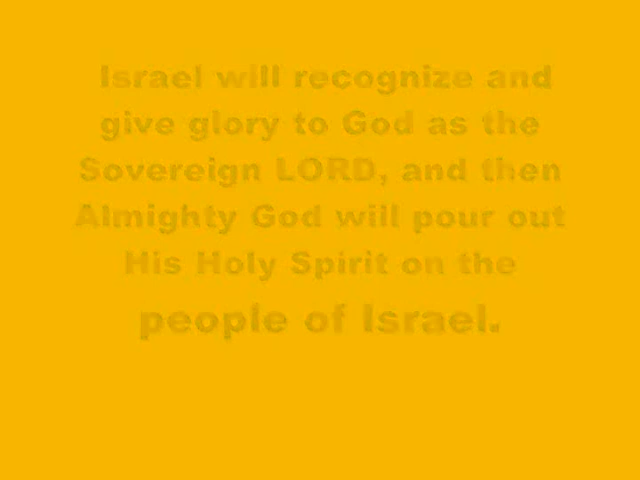 Israel will recognize and
give glory to God as the
Sovereign LORD, and then
Almighty God will pour out
His Holy Spirit on the
people of Israel.